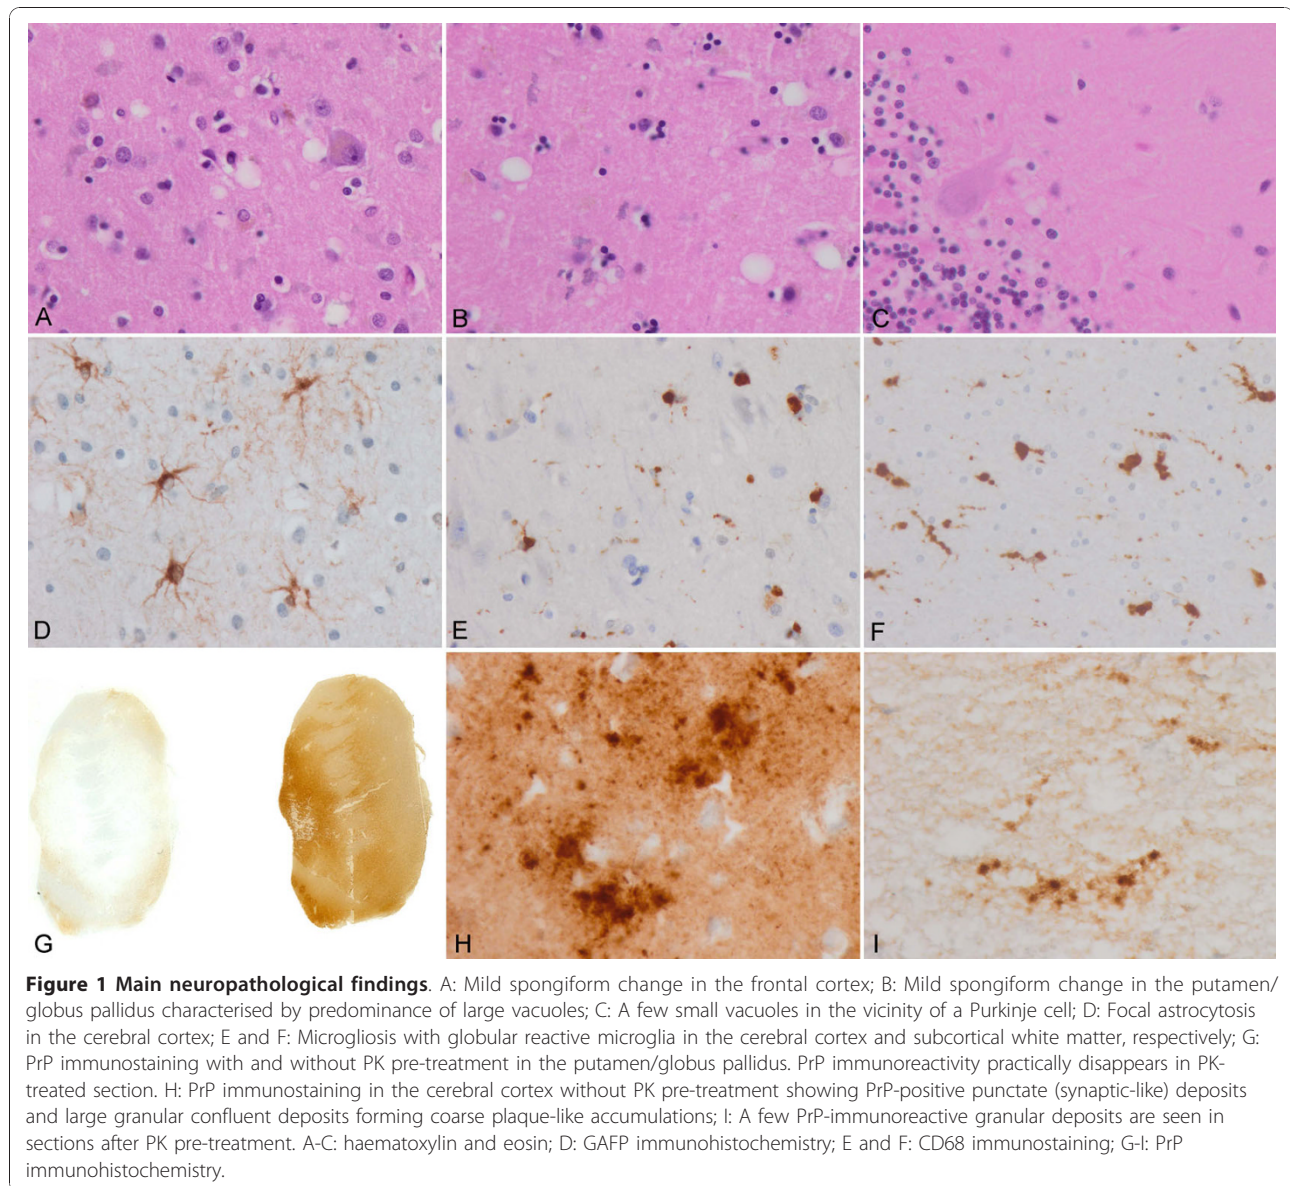 A
B
C
D
E
F
G
H
I
Figure 1 Main neuropathological findings. A: Mild spongiform change in the frontal cortex; B: Mild spongiform change in the putamen/
globus pallidus characterised by predominance of large vacuoles; C: A few small vacuoles in the vicinity of a Purkinje cell; D: Focal astrocytosis
in the cerebral cortex; E and F: Microgliosis with globular reactive microglia in the cerebral cortex and subcortical white matter, respectively; G:
PrP immunostaining with and without PK pre-treatment in the putamen/globus pallidus. PrP immunoreactivity practically disappears in PK-
treated section. H: PrP immunostaining in the cerebral cortex without PK pre-treatment showing PrP-positive punctate (synaptic-like) deposits
and large granular confluent deposits forming coarse plaque-like accumulations; I: A few PrP-immunoreactive granular deposits are seen in
sections after PK pre-treatment. A-C: haematoxylin and eosin; D: GAFP immunohistochemistry; E and F: CD68 immunostaining; G-I: PrP
immunohistochemistry.